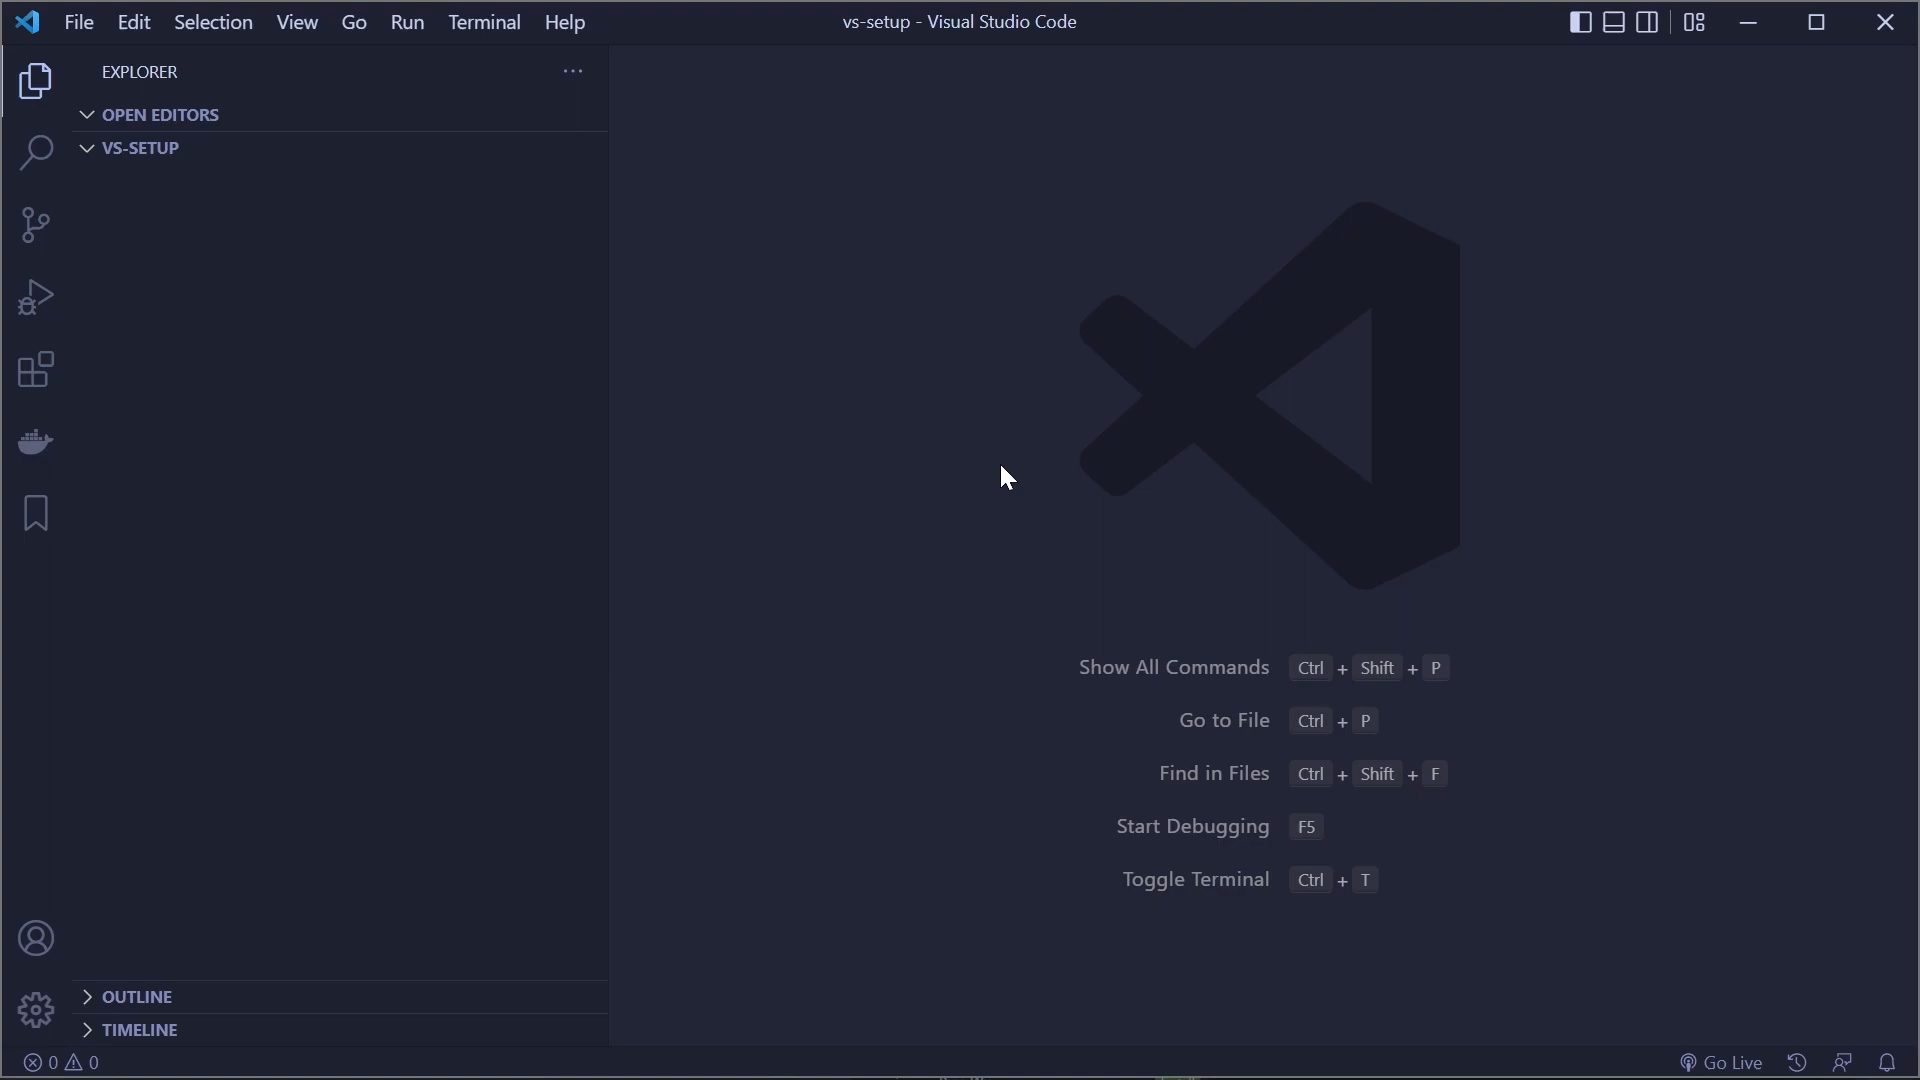 File Edit Selection View Go Run Terminal Help
vs-setup - Visual Studio Code
EXPLORER
OPEN EDITORS
VS-SETUP
Show All Commands Ctrl + Shift + P
Go to File Ctrl + P
Find in Files Ctrl + Shift + F
Start Debugging F5
Toggle Terminal Ctrl + T
OUTLINE
TIMELINE
0 0
Go Live